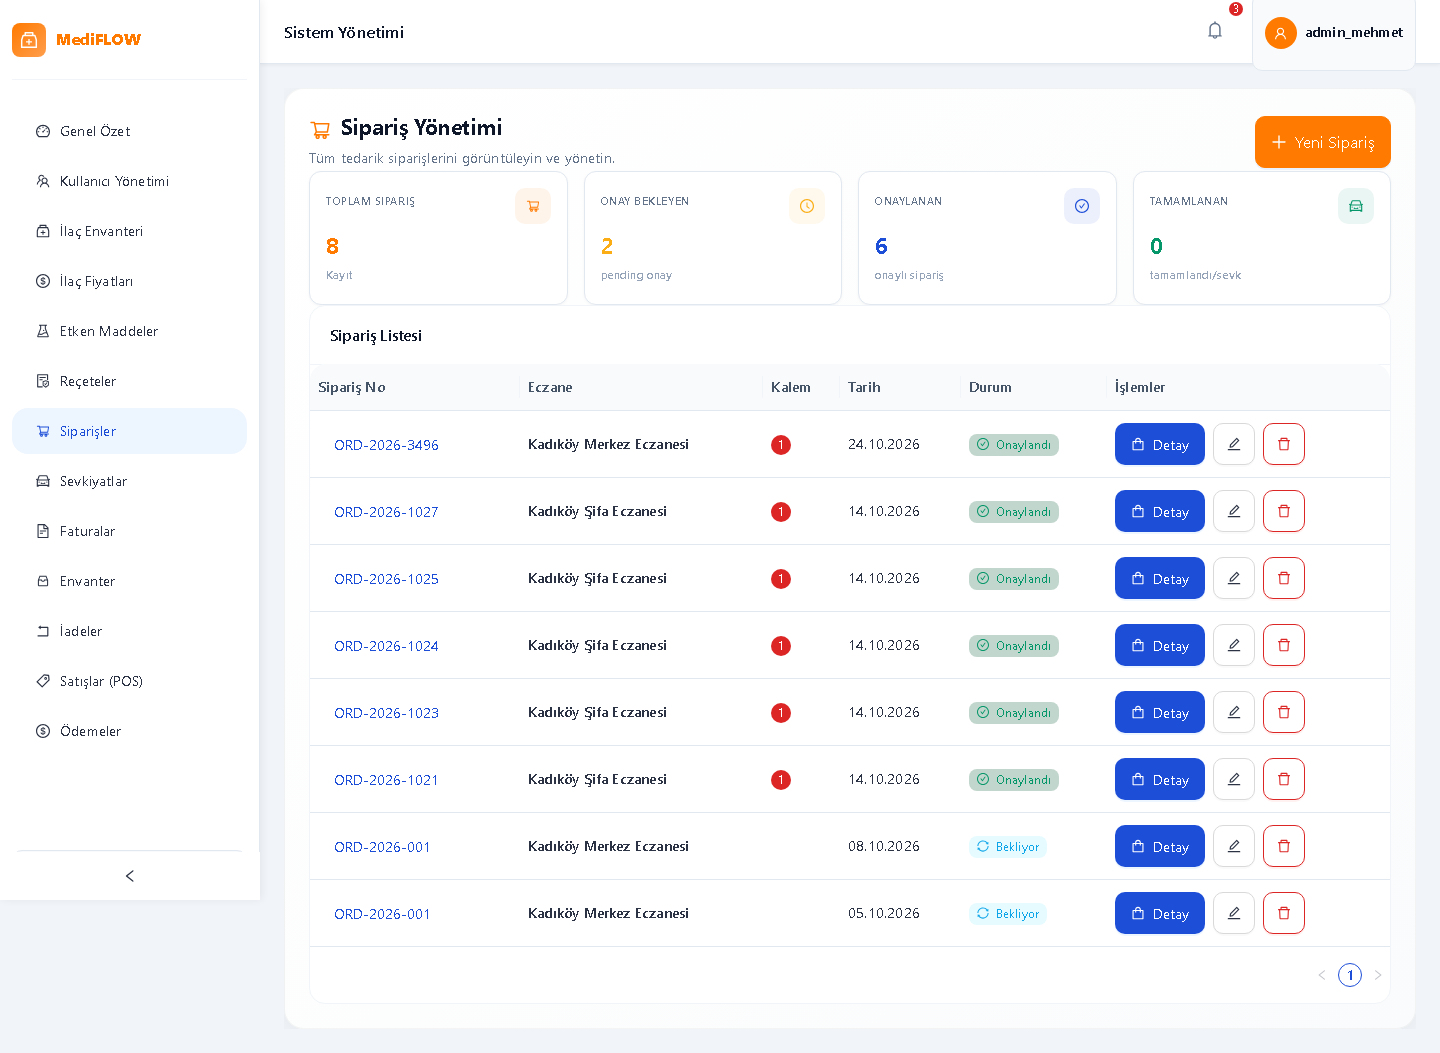 MediFLOW
Sistem Yönetimi
3
admin_mehmet
Genel Özet
Kullanıcı Yönetimi
İlaç Envanteri
İlaç Fiyatları
Etken Maddeler
Reçeteler
Siparişler
Sevkiyatlar
Faturalar
Envanter
İadeler
Satışlar (POS)
Ödemeler
Sipariş Yönetimi
Tüm tedarik siparişlerini görüntüleyin ve yönetin.
Yeni Sipariş
TOPLAM SIPARIŞ
8
Kayıt
ONAY BEKLEYEN
2
pending onay
ONAYLANAN
6
onaylı sipariş
TAMAMLANAN
0
tamamlandı/sevk
Sipariş Listesi
Sipariş No Eczane Kalem Tarih Durum İşlemler
ORD-2026-3496 Kadıköy Merkez Eczanesi 1 24.10.2026 Onaylandı Detay
ORD-2026-1027 Kadıköy Şifa Eczanesi 1 14.10.2026 Onaylandı Detay
ORD-2026-1025 Kadıköy Şifa Eczanesi 1 14.10.2026 Onaylandı Detay
ORD-2026-1024 Kadıköy Şifa Eczanesi 1 14.10.2026 Onaylandı Detay
ORD-2026-1023 Kadıköy Şifa Eczanesi 1 14.10.2026 Onaylandı Detay
ORD-2026-1021 Kadıköy Şifa Eczanesi 1 14.10.2026 Onaylandı Detay
ORD-2026-001 Kadıköy Merkez Eczanesi 08.10.2026 Bekliyor Detay
ORD-2026-001 Kadıköy Merkez Eczanesi 05.10.2026 Bekliyor Detay
1